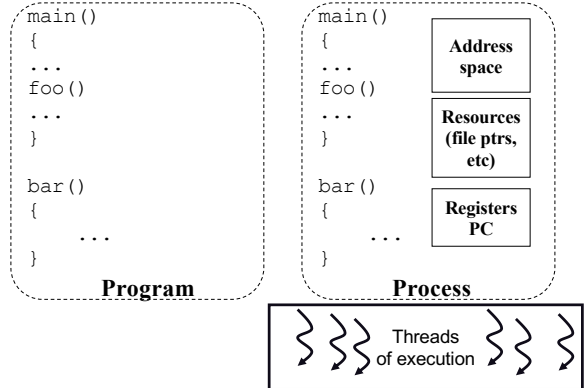 main()
{
...
foo()
...
}
bar()
{
...
}
Program
main()
{
...
foo()
...
}
bar()
{
...
}
Address
space
Resources
(file ptrs,
etc)
Registers
PC
Process
Threads
of execution